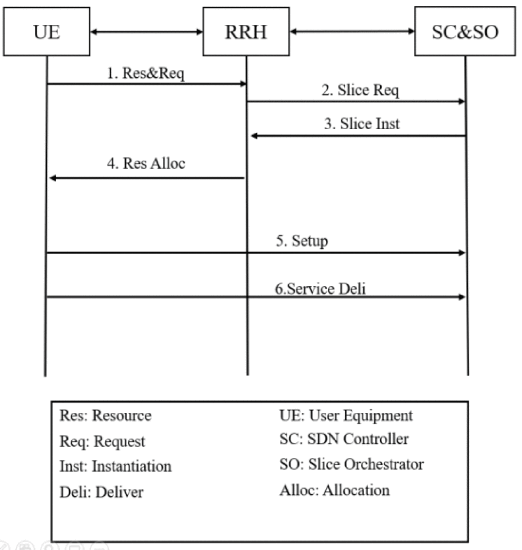 UE RRH SC&SO
1. Res&Req
2. Slice Req
3. Slice Inst
4. Res Alloc
5. Setup
6.Service Deli
Res: Resource UE: User Equipment
Req: Request SC: SDN Controller
Inst: Instantiation SO: Slice Orchestrator
Deli: Deliver Alloc: Allocation